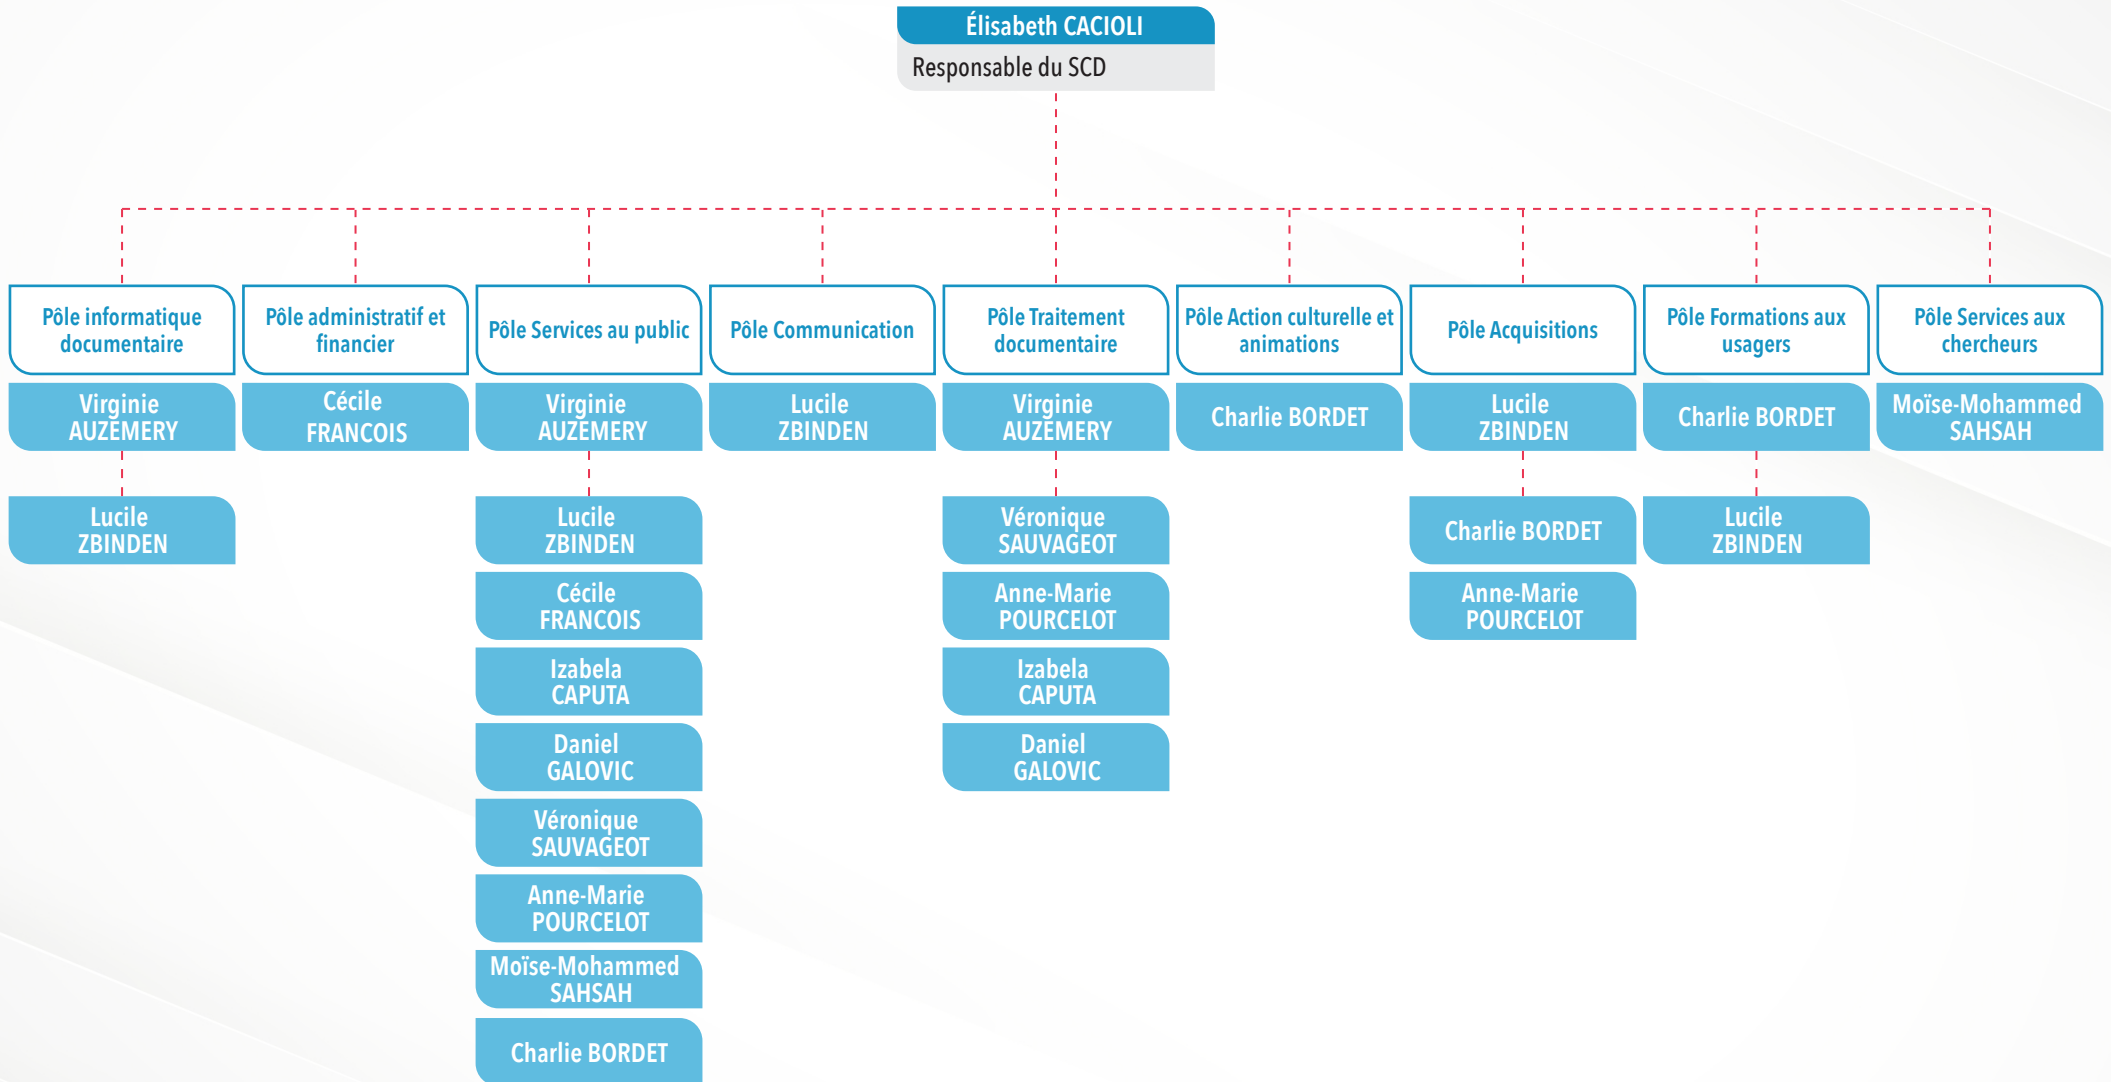 Élisabeth CACIOLI
Responsable du SCD
Pôle informatique
documentaire
Virginie
AUZEMERY
Lucile
ZBINDEN
Pôle administratif et
financier
Cécile
FRANCOIS
Pôle Services au public
Virginie
AUZEMERY
Lucile
ZBINDEN
Cécile
FRANCOIS
Izabela
CAPUTA
Daniel
GALOVIC
Véronique
SAUVAGEOT
Anne-Marie
POURCELOT
Moïse-Mohammed
SAHSAH
Charlie BORDET
Pôle Communication
Lucile
ZBINDEN
Pôle Traitement
documentaire
Virginie
AUZEMERY
Véronique
SAUVAGEOT
Anne-Marie
POURCELOT
Izabela
CAPUTA
Daniel
GALOVIC
Pôle Action culturelle et
animations
Charlie BORDET
Pôle Acquisitions
Lucile
ZBINDEN
Charlie BORDET
Anne-Marie
POURCELOT
Pôle Formations aux
usagers
Charlie BORDET
Lucile
ZBINDEN
Pôle Services aux
chercheurs
Moïse-Mohammed
SAHSAH